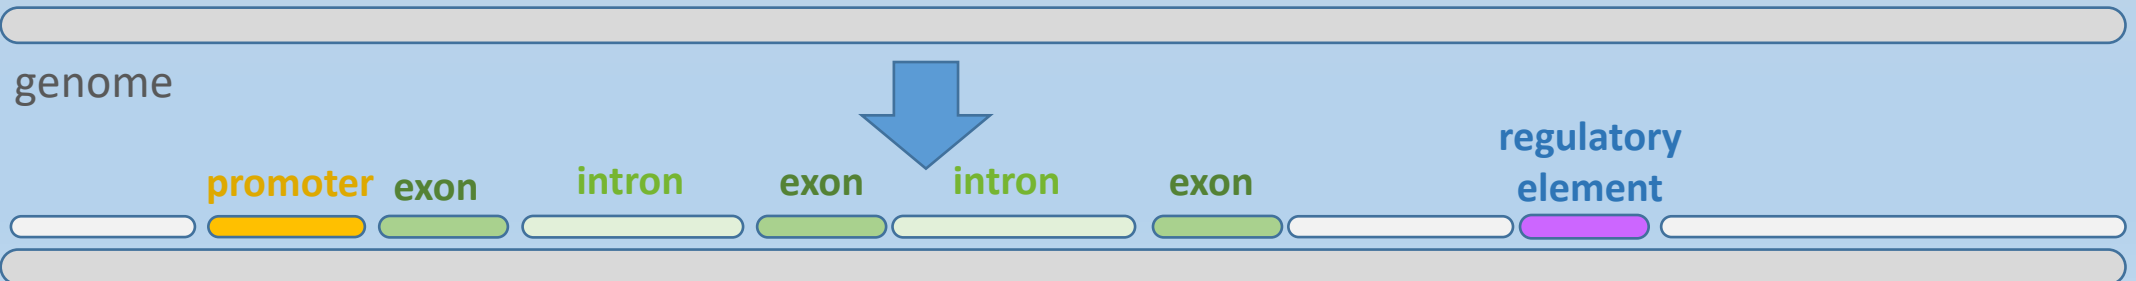 genome
promoter exon intron exon intron exon regulatory
element